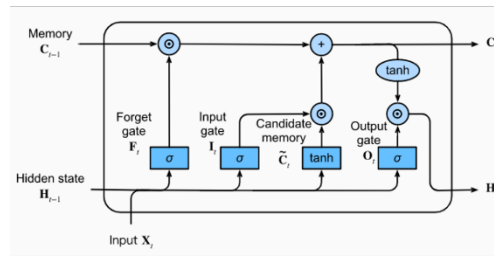 Memory
C_{t-1}
C
tanh
Forget
gate
F_t
Input
gate
I_t
Candidate
memory
C̃_t
Output
gate
O_t
σ σ tanh σ
Hidden state
H_{t-1}
H
Input X_t